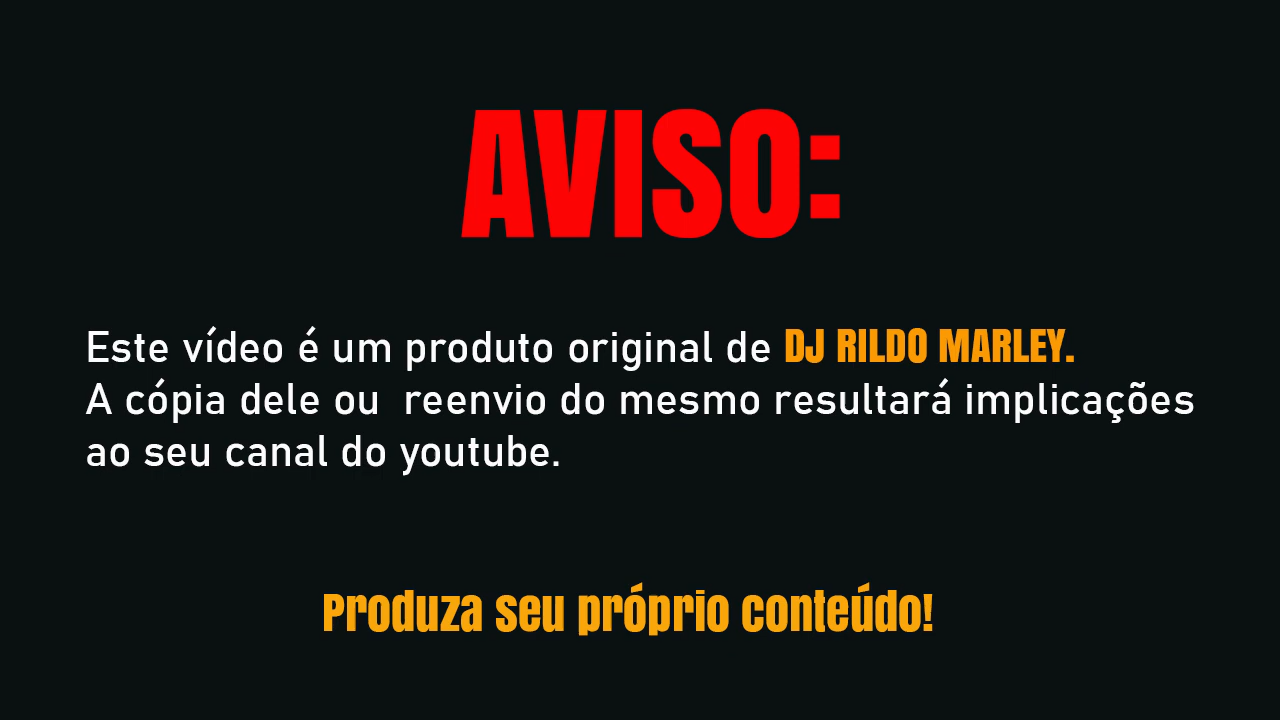 AVISO:
Este vídeo é um produto original de DJ RILDO MARLEY.
A cópia dele ou reenvio do mesmo resultará implicações
ao seu canal do youtube.
Produza seu próprio conteúdo!